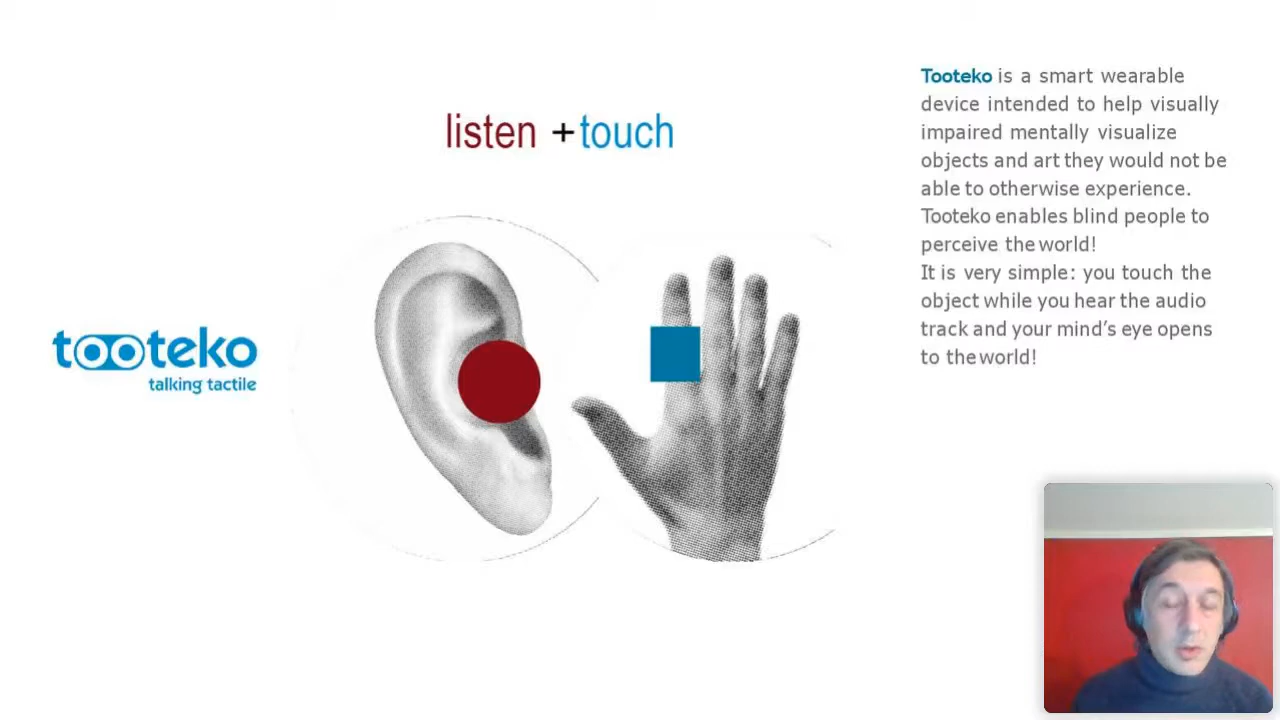 listen + touch
tooteko
talking tactile
Tooteko is a smart wearable
device intended to help visually
impaired mentally visualize
objects and art they would not be
able to otherwise experience.
Tooteko enables blind people to
perceive the world!
It is very simple: you touch the
object while you hear the audio
track and your mind’s eye opens
to the world!